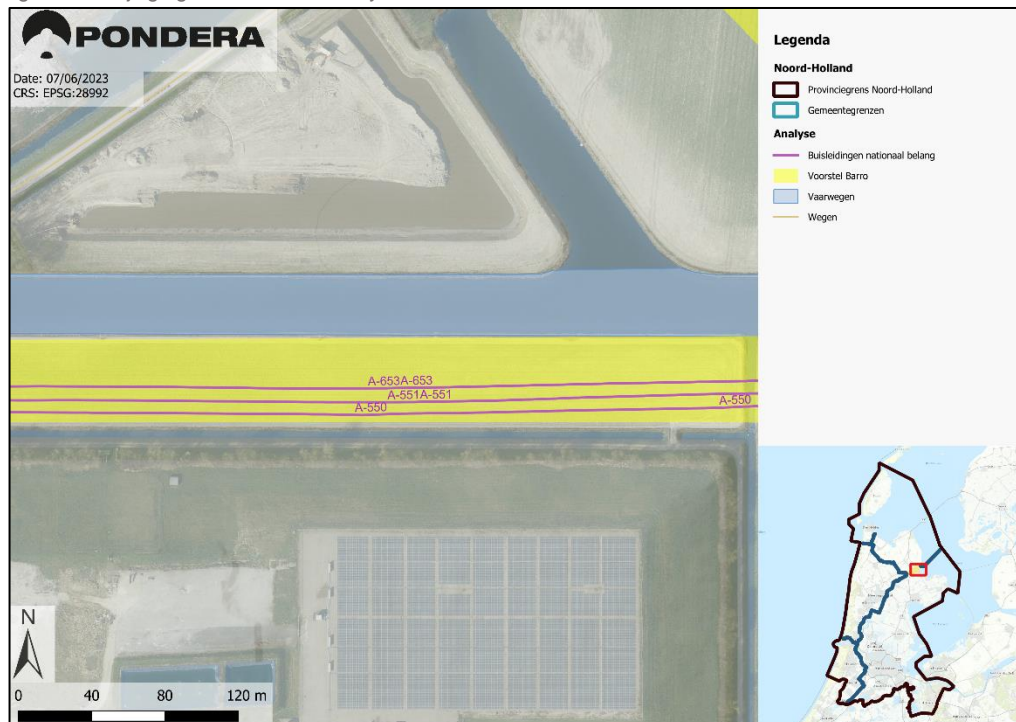 PONDERA
Date: 07/06/2023
CRS: EPSG:28992
A-653A-653
A-551A-551
A-550
A-550
N
0 40 80 120 m
Legenda
Noord-Holland
Provinciegrens Noord-Holland
Gemeentegrenzen
Analyse
Buisleidingen nationaal belang
Voorstel Barro
Vaarwegen
Wegen